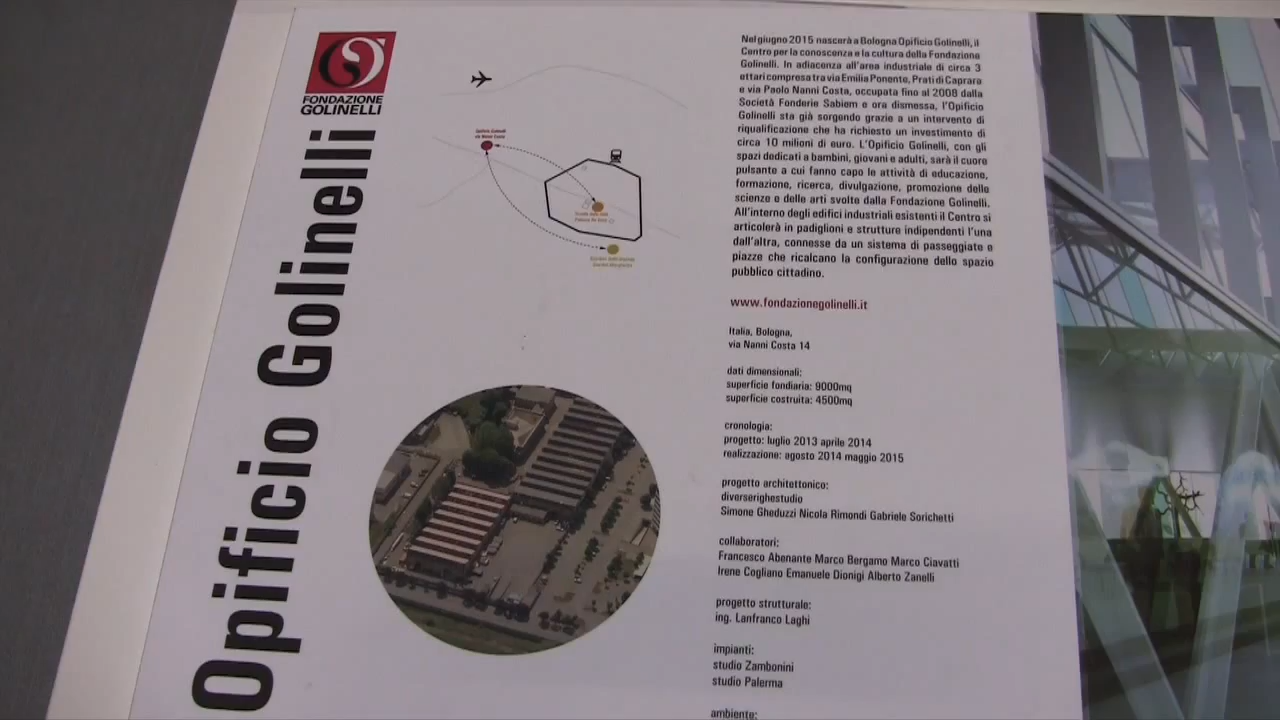 FONDAZIONE
GOLINELLI
Opificio Golinelli
Opificio Golinelli
via Nanni Costa
Nel giugno 2015 nascerà a Bologna Opificio Golinelli, il
Centro per la conoscenza e la cultura della Fondazione
Golinelli. In adiacenza all'area industriale di circa 3
ettari compresa tra via Emilia Ponente, Prati di Caprara
e via Paolo Nanni Costa, occupata fino al 2008 dalla
Società Fonderie Sabiem e ora dismessa, l'Opificio
Golinelli sta già sorgendo grazie a un intervento di
riqualificazione che ha richiesto un investimento di
circa 10 milioni di euro. L'Opificio Golinelli, con gli
spazi dedicati a bambini, giovani e adulti, sarà il cuore
pulsante a cui fanno capo le attività di educazione,
formazione, ricerca, divulgazione, promozione delle
scienze e delle arti svolte dalla Fondazione Golinelli.
All'interno degli edifici industriali esistenti il Centro si
articolerà in padiglioni e strutture indipendenti l'una
dall'altra, connesse da un sistema di passeggiate e
piazze che ricalcano la configurazione dello spazio
pubblico cittadino.
www.fondazionegolinelli.it
Italia, Bologna,
via Nanni Costa 14
dati dimensionali:
superficie fondiaria: 9000mq
superficie costruita: 4500mq
cronologia:
progetto: luglio 2013 aprile 2014
realizzazione: agosto 2014 maggio 2015
progetto architettonico:
diverserighestudio
Simone Gheduzzi Nicola Rimondi Gabriele Sorichetti
collaboratori:
Francesco Abenante Marco Bergamo Marco Ciavatti
Irene Cogliano Emanuele Dionigi Alberto Zanelli
progetto strutturale:
ing. Lanfranco Laghi
impianti:
studio Zambonini
studio Palerma
ambiente: